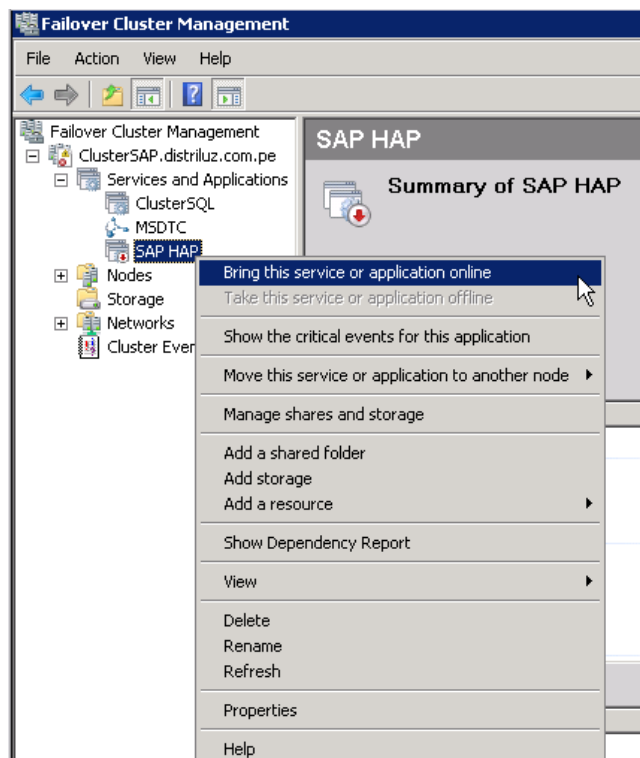 Failover Cluster Management
File Action View Help
Failover Cluster Management
ClusterSAP.distriluz.com.pe
Services and Applications
ClusterSQL
MSDTC
SAP HAP
Nodes
Storage
Networks
Cluster Ever
SAP HAP
Summary of SAP HAP
Bring this service or application online
Take this service or application offline
Show the critical events for this application
Move this service or application to another node
Manage shares and storage
Add a shared folder
Add storage
Add a resource
Show Dependency Report
View
Delete
Rename
Refresh
Properties
Help